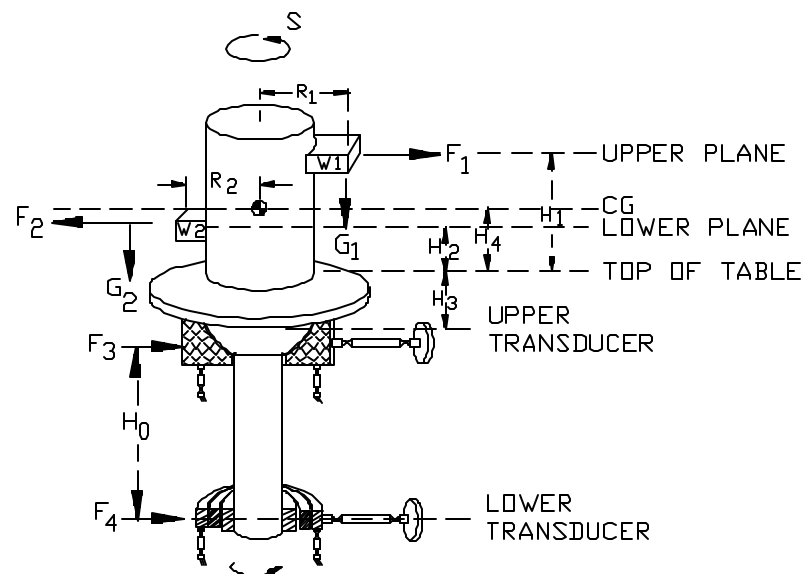 S
R1
W1
F1
UPPER PLANE
R2
H1
CG
F2
W2
LOWER PLANE
H4
H2
G1
TOP OF TABLE
G2
H3
UPPER
TRANSDUCER
F3
H0
F4
LOWER
TRANSDUCER